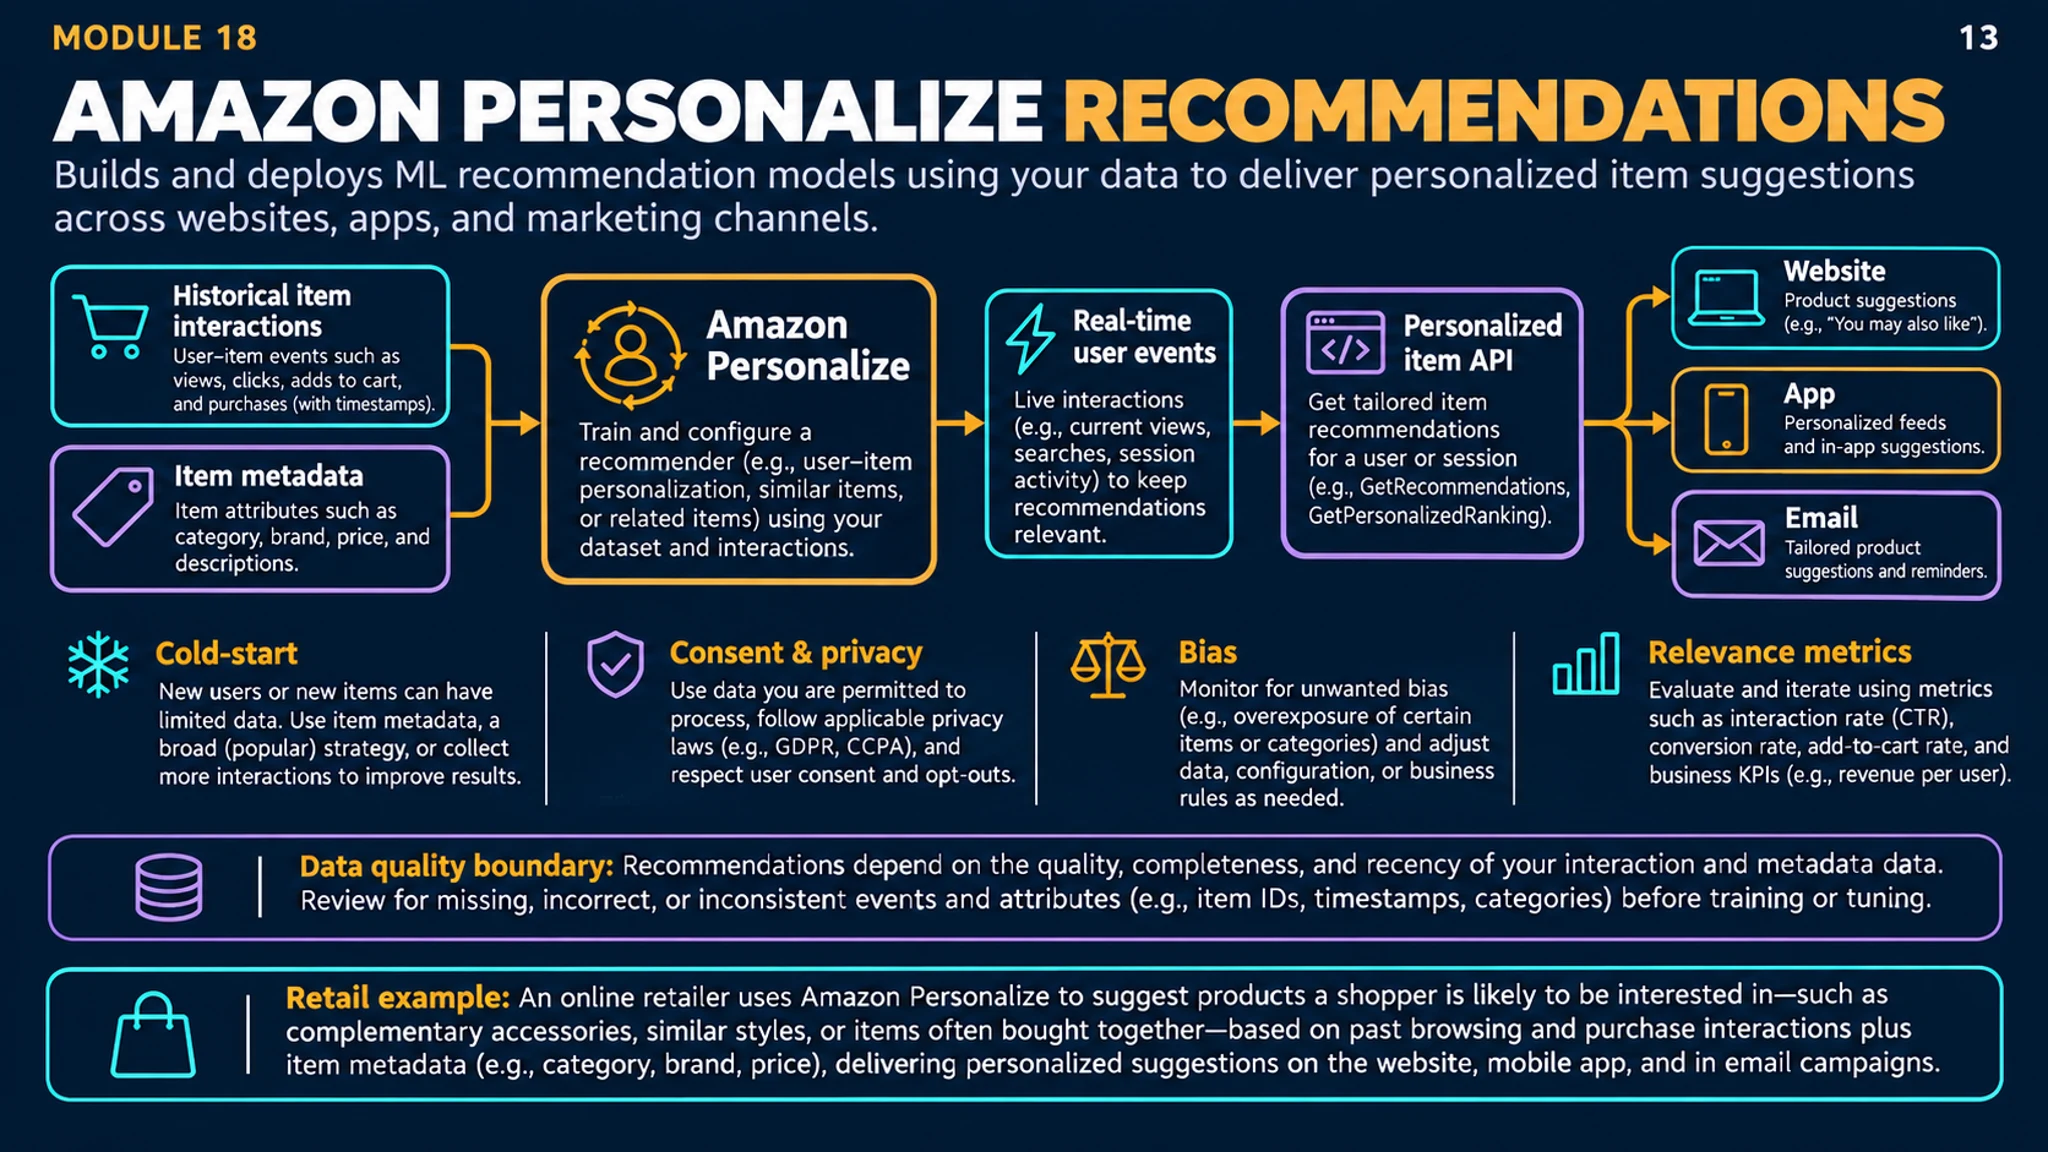 MODULE 18
13
AMAZON PERSONALIZE RECOMMENDATIONS
Builds and deploys ML recommendation models using your data to deliver personalized item suggestions
across websites, apps, and marketing channels.
Historical item
interactions
User–item events such as
views, clicks, adds to cart,
and purchases (with timestamps).
Item metadata
Item attributes such as
category, brand, price, and
descriptions.
Amazon
Personalize
Train and configure a
recommender (e.g., user–item
personalization, similar items,
or related items) using your
dataset and interactions.
Real-time
user events
Live interactions
(e.g., current views,
searches, session
activity) to keep
recommendations
relevant.
Personalized
item API
</>
Get tailored item
recommendations
for a user or session
(e.g., GetRecommendations,
GetPersonalizedRanking).
Website
Product suggestions
(e.g., “You may also like”).
App
Personalized feeds
and in-app suggestions.
Email
Tailored product
suggestions and reminders.
Cold-start
New users or new items can have
limited data. Use item metadata, a
broad (popular) strategy, or collect
more interactions to improve results.
Consent & privacy
Use data you are permitted to
process, follow applicable privacy
laws (e.g., GDPR, CCPA), and
respect user consent and opt-outs.
Bias
Monitor for unwanted bias
(e.g., overexposure of certain
items or categories) and adjust
data, configuration, or business
rules as needed.
Relevance metrics
Evaluate and iterate using metrics
such as interaction rate (CTR),
conversion rate, add-to-cart rate, and
business KPIs (e.g., revenue per user).
Data quality boundary: Recommendations depend on the quality, completeness, and recency of your interaction and metadata data.
Review for missing, incorrect, or inconsistent events and attributes (e.g., item IDs, timestamps, categories) before training or tuning.
Retail example: An online retailer uses Amazon Personalize to suggest products a shopper is likely to be interested in—such as
complementary accessories, similar styles, or items often bought together—based on past browsing and purchase interactions plus
item metadata (e.g., category, brand, price), delivering personalized suggestions on the website, mobile app, and in email campaigns.